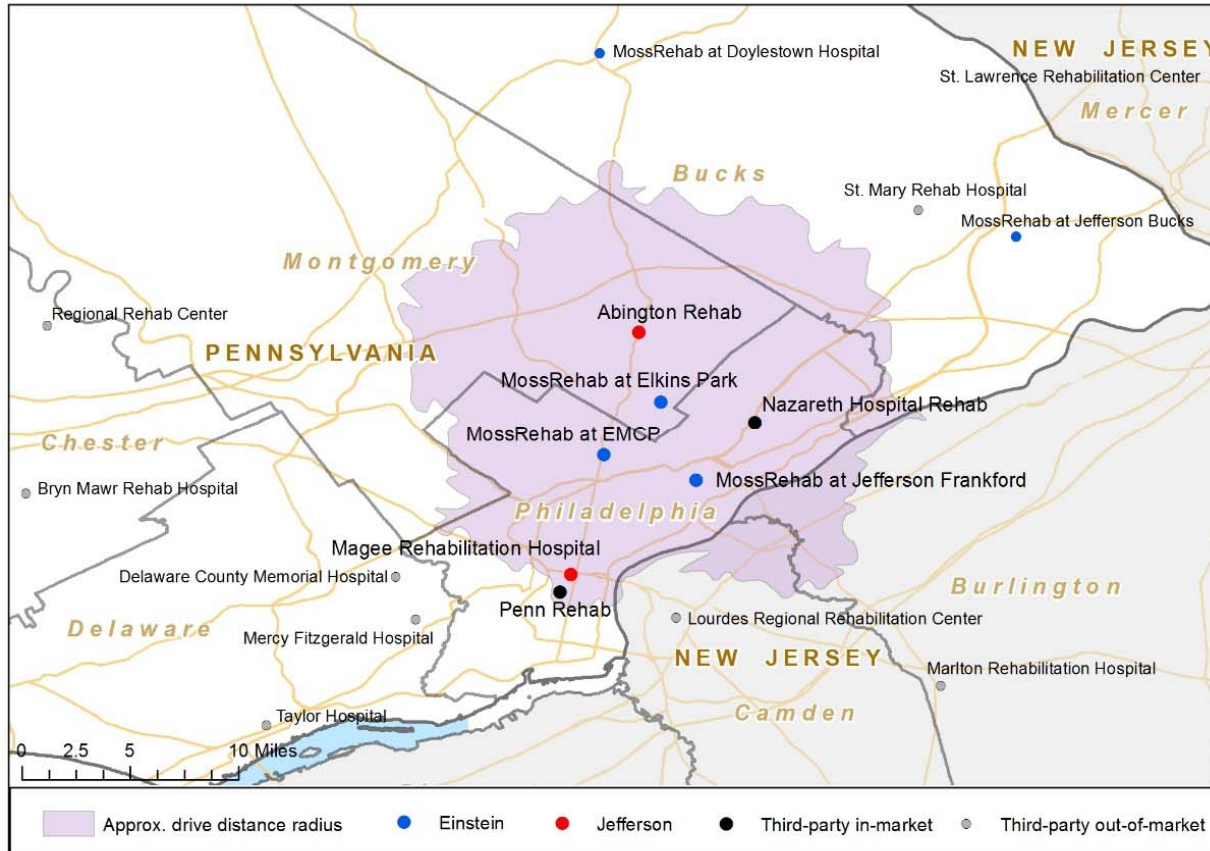 MossRehab at Doylestown Hospital
NEW JERSEY
St. Lawrence Rehabilitation Center
Mercer
Bucks
St. Mary Rehab Hospital
MossRehab at Jefferson Bucks
Montgomery
Regional Rehab Center
Abington Rehab
PENNSYLVANIA
MossRehab at Elkins Park
Nazareth Hospital Rehab
Chester
MossRehab at EMCP
Bryn Mawr Rehab Hospital
MossRehab at Jefferson Frankford
Philadelphia
Magee Rehabilitation Hospital
Delaware County Memorial Hospital
Burlington
Penn Rehab
Lourdes Regional Rehabilitation Center
Delaware
Mercy Fitzgerald Hospital
NEW JERSEY
Marlton Rehabilitation Hospital
Camden
Taylor Hospital
0 2.5 5 10 Miles
Approx. drive distance radius
Einstein
Jefferson
Third-party in-market
Third-party out-of-market